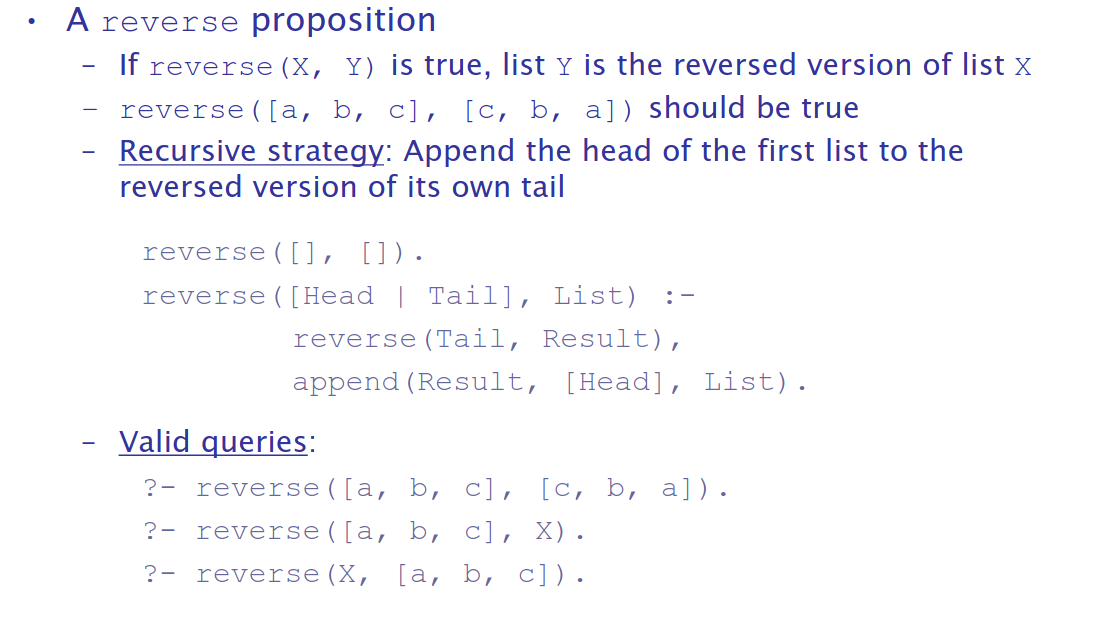 • A reverse proposition
– If reverse(X, Y) is true, list Y is the reversed version of list X
– reverse([a, b, c], [c, b, a]) should be true
– Recursive strategy: Append the head of the first list to the
reversed version of its own tail
reverse([], []).
reverse([Head | Tail], List) :-
reverse(Tail, Result),
append(Result, [Head], List).
– Valid queries:
?- reverse([a, b, c], [c, b, a]).
?- reverse([a, b, c], X).
?- reverse(X, [a, b, c]).